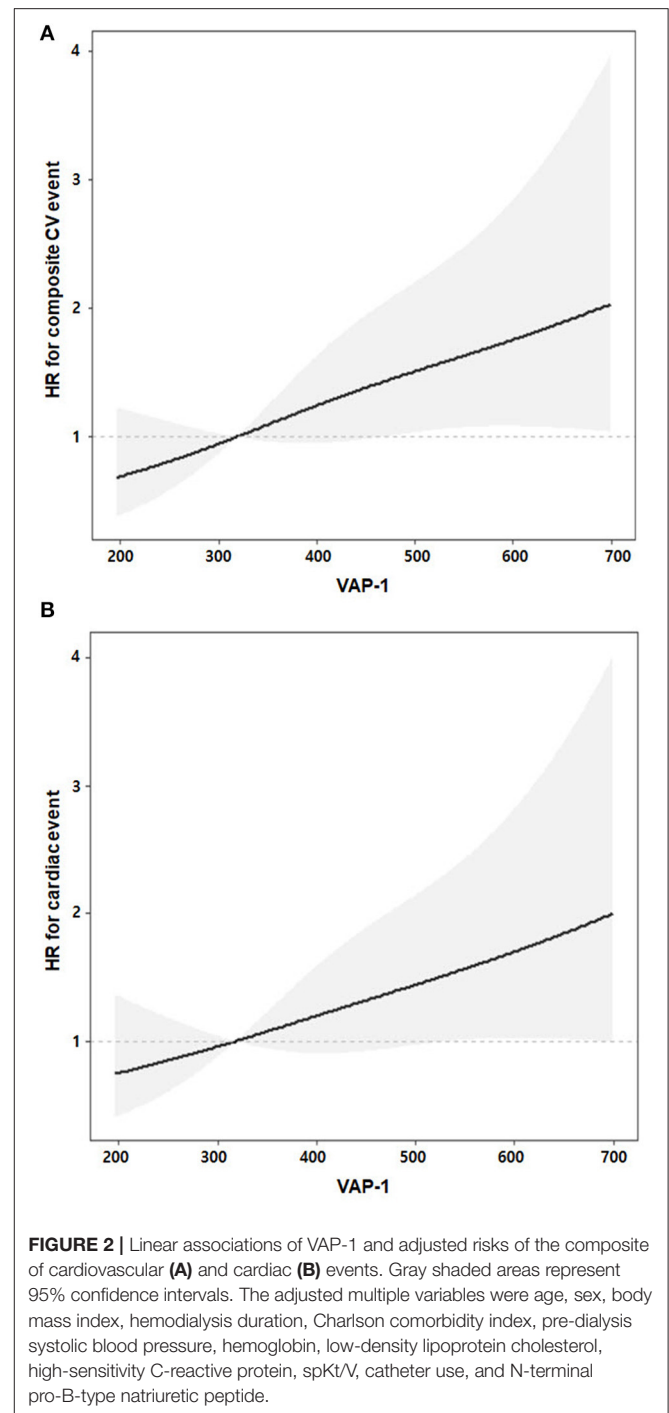 A
4
3
2
1
HR for composite CV event
200 300 400 500 600 700
VAP-1
B
4
3
2
1
HR for cardiac event
200 300 400 500 600 700
VAP-1
FIGURE 2 | Linear associations of VAP-1 and adjusted risks of the composite
of cardiovascular (A) and cardiac (B) events. Gray shaded areas represent
95% confidence intervals. The adjusted multiple variables were age, sex, body
mass index, hemodialysis duration, Charlson comorbidity index, pre-dialysis
systolic blood pressure, hemoglobin, low-density lipoprotein cholesterol,
high-sensitivity C-reactive protein, spKt/V, catheter use, and N-terminal
pro-B-type natriuretic peptide.